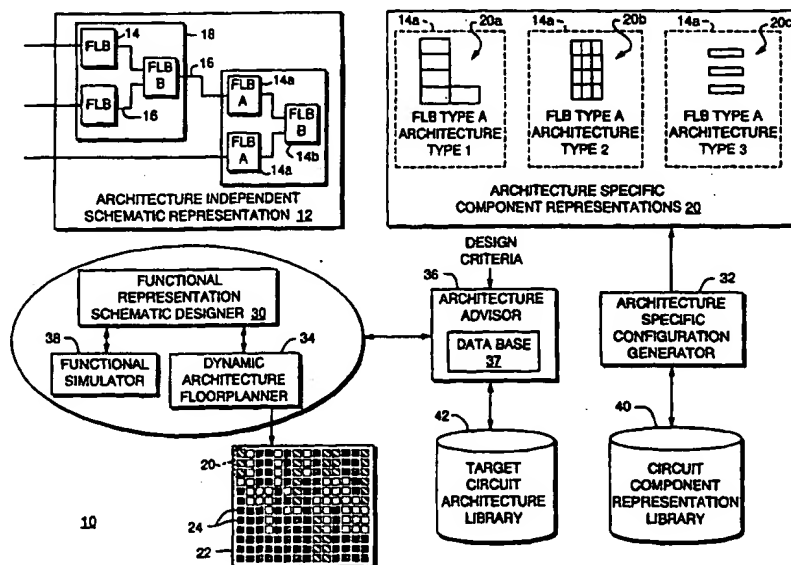 FLB
14
18
FLB
B
16
FLB
16
14a
FLB
A
FLB
B
14b
FLB
A
14a
ARCHITECTURE INDEPENDENT
SCHEMATIC REPRESENTATION 12
14a
20a
FLB TYPE A
ARCHITECTURE
TYPE 1
14a
20b
FLB TYPE A
ARCHITECTURE
TYPE 2
14a
20c
FLB TYPE A
ARCHITECTURE
TYPE 3
ARCHITECTURE SPECIFIC
COMPONENT REPRESENTATIONS 20
FUNCTIONAL
REPRESENTATION
SCHEMATIC DESIGNER 30
38
FUNCTIONAL
SIMULATOR
34
DYNAMIC
ARCHITECTURE
FLOORPLANNER
DESIGN
CRITERIA
36
ARCHITECTURE
ADVISOR
DATA BASE
37
32
ARCHITECTURE
SPECIFIC
CONFIGURATION
GENERATOR
42
TARGET
CIRCUIT
ARCHITECTURE
LIBRARY
40
CIRCUIT
COMPONENT
REPRESENTATION
LIBRARY
10
20
24
22